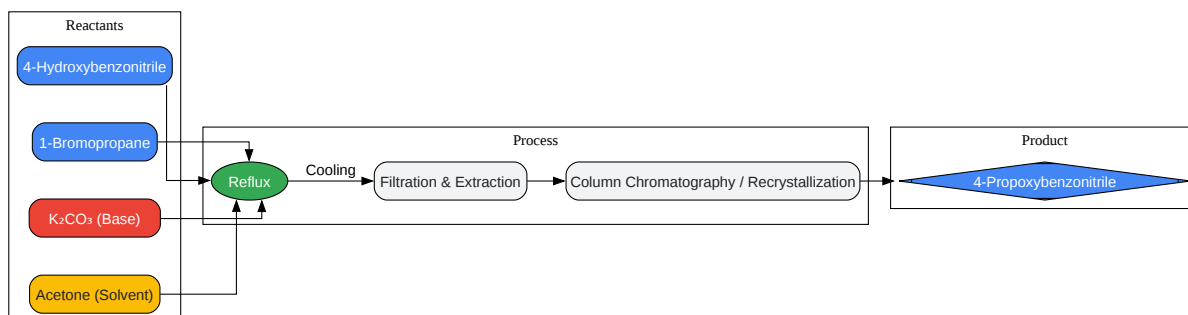 Reactants
4-Hydroxybenzonitrile
1-Bromopropane
K₂CO₃ (Base)
Acetone (Solvent)
Process
Reflux
Cooling
Filtration & Extraction
Column Chromatography / Recrystallization
Product
4-Propoxybenzonitrile